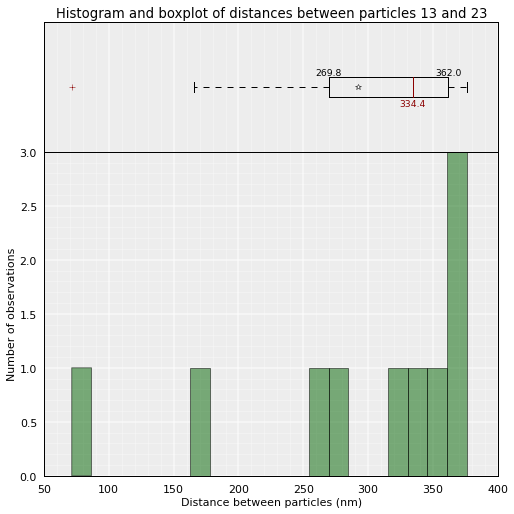 Histogram and boxplot of distances between particles 13 and 23
269.8
362.0
334.4
3.0
2.5
2.0
1.5
1.0
0.5
0.0
Number of observations
50 100 150 200 250 300 350 400
Distance between particles (nm)